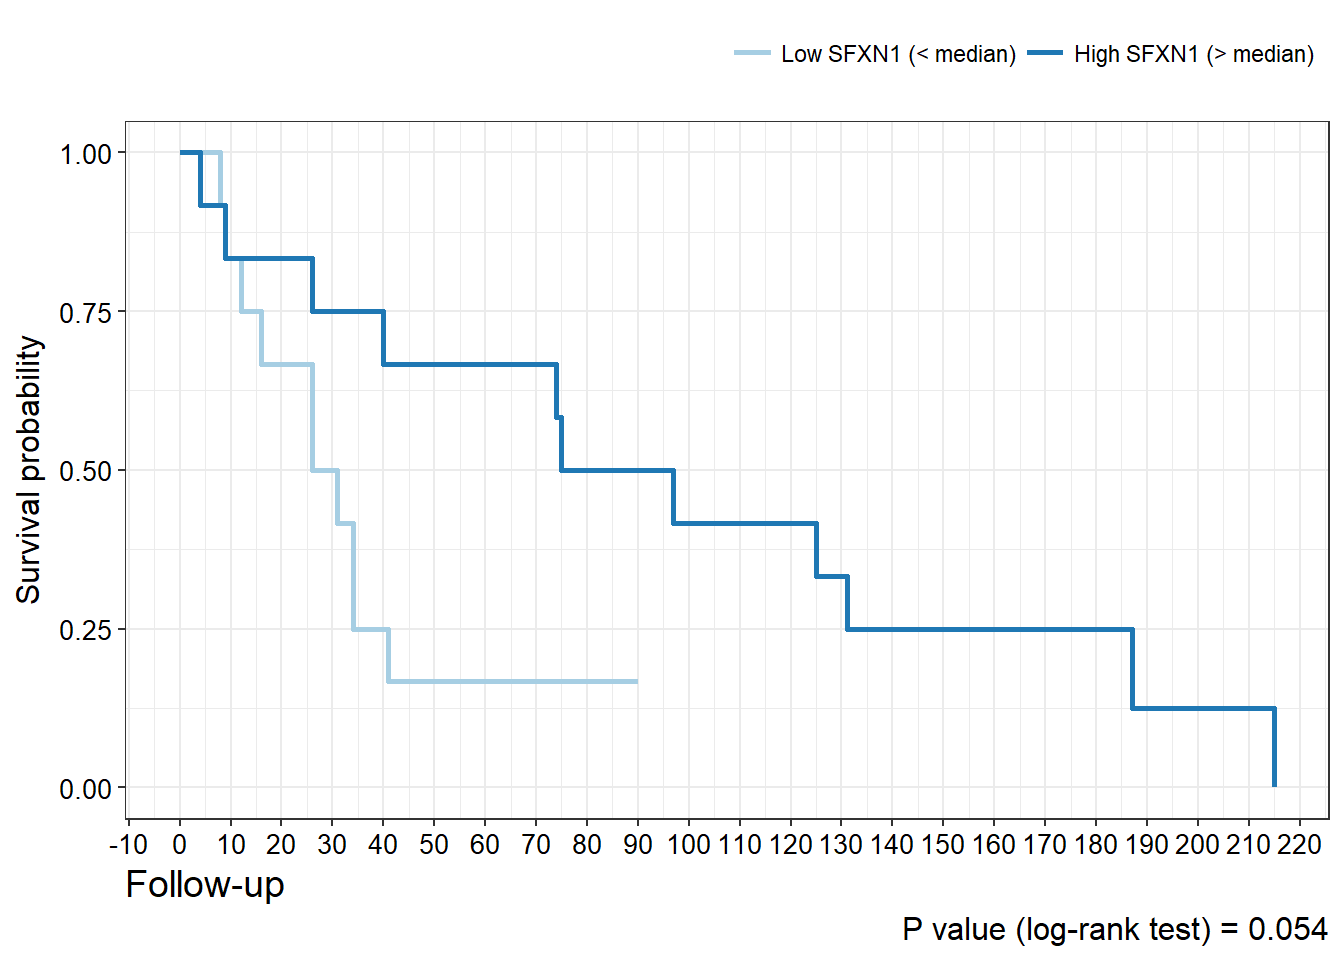 Low SFXN1 (< median) High SFXN1 (> median)
1.00
0.75
0.50
0.25
0.00
Survival probability
-10 0 10 20 30 40 50 60 70 80 90 100 110 120 130 140 150 160 170 180 190 200 210 220
Follow-up
P value (log-rank test) = 0.054